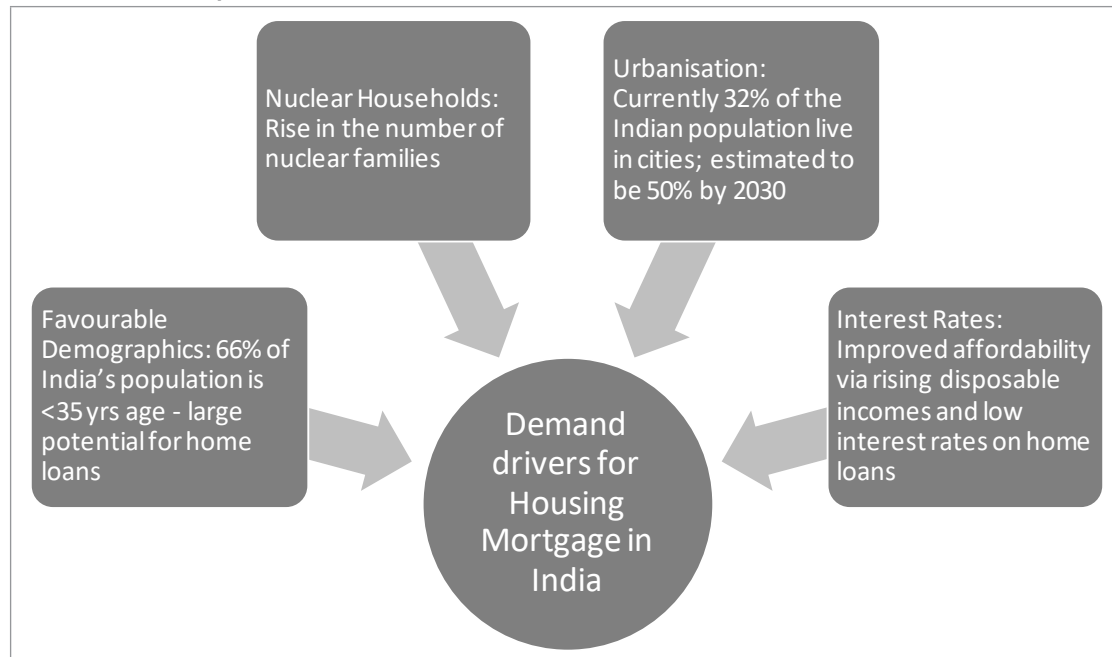 Nuclear Households:
Rise in the number of
nuclear families
Urbanisation:
Currently 32% of the
Indian population live
in cities; estimated to
be 50% by 2030
Favourable
Demographics: 66% of
India’s population is
<35 yrs age - large
potential for home
loans
Interest Rates:
Improved affordability
via rising disposable
incomes and low
interest rates on home
loans
Demand
drivers for
Housing
Mortgage in
India